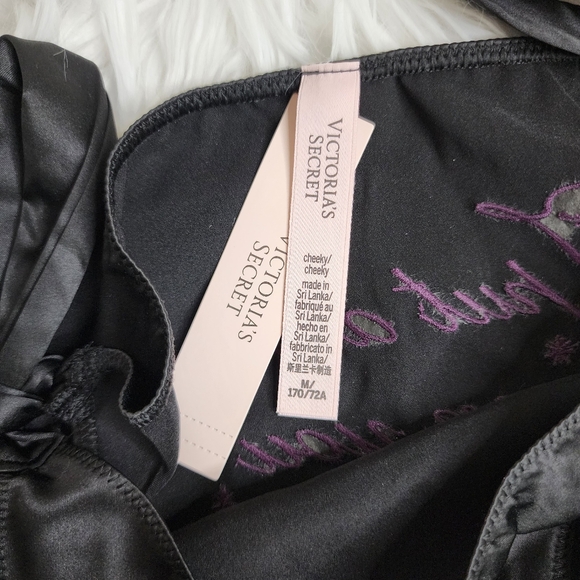 VICTORIA'S
SECRET
cheeky/
cheeky
made in
Sri Lanka/
fabriqué au
Sri Lanka/
hecho en
Sri Lanka/
fabbricato in
Sri Lanka/
斯里兰卡制造
M/
170/72A
VICTORIA'S
SECRET